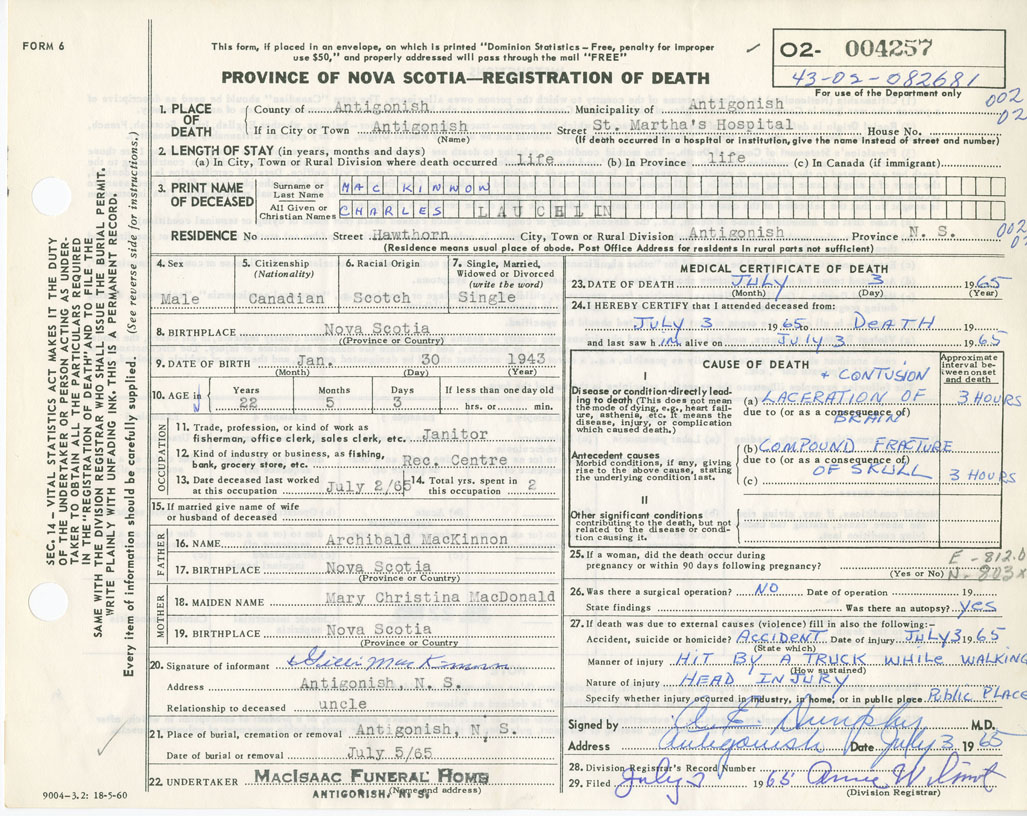 FORM 6
This form, if placed in an envelope, on which is printed "Dominion Statistics – Free, penalty for improper
use $50," and properly addressed will pass through the mail "FREE"
PROVINCE OF NOVA SCOTIA—REGISTRATION OF DEATH
O2- 004257
43-02-082681
For use of the Department only
002
02
1. PLACE OF DEATH
County of Antigonish Municipality of Antigonish
If in City or Town Antigonish Street St. Martha's Hospital House No.
(Name) (If death occurred in a hospital or institution, give the name instead of street and number)
2. LENGTH OF STAY (in years, months and days)
(a) In City, Town or Rural Division where death occurred life (b) In Province life (c) In Canada (if immigrant)
3. PRINT NAME OF DECEASED
Surname or Last Name MAC KINNON
All Given or Christian Names CHARLES LAUCHLIN
RESIDENCE No Street Hawthorn City, Town or Rural Division Antigonish Province N. S.
002
(Residence means usual place of abode. Post Office Address for residents in rural parts not sufficient)
SEC. 14 – VITAL STATISTICS ACT MAKES IT THE DUTY
OF THE UNDERTAKER OR PERSON ACTING AS UNDER-
TAKER TO OBTAIN ALL THE PARTICULARS REQUIRED
IN THE "REGISTRATION OF DEATH" AND TO FILE THE
SAME WITH THE DIVISION REGISTRAR WHO SHALL ISSUE THE BURIAL PERMIT.
WRITE PLAINLY WITH UNFADING INK. THIS IS A PERMANENT RECORD.
Every item of information should be carefully supplied. (See reverse side for instructions.)
4. Sex Male
5. Citizenship (Nationality) Canadian
6. Racial Origin Scotch
7. Single, Married, Widowed or Divorced (write the word) Single
8. BIRTHPLACE Nova Scotia
(Province or Country)
9. DATE OF BIRTH Jan. 30 1943
(Month) (Day) (Year)
10. AGE in Years 22 Months 5 Days 3 If less than one day old hrs. or min.
OCCUPATION
11. Trade, profession, or kind of work as
fisherman, office clerk, sales clerk, etc. Janitor
12. Kind of industry or business, as fishing,
bank, grocery store, etc. Rec. Centre
13. Date deceased last worked
at this occupation July 2/65
14. Total yrs. spent in
this occupation 2
15. If married give name of wife
or husband of deceased
FATHER
16. NAME Archibald MacKinnon
17. BIRTHPLACE Nova Scotia
(Province or Country)
MOTHER
18. MAIDEN NAME Mary Christina MacDonald
19. BIRTHPLACE Nova Scotia
(Province or Country
20. Signature of informant MacKinnon
Address Antigonish, N. S.
Relationship to deceased uncle
21. Place of burial, cremation or removal Antigonish, N. S.
Date of burial or removal July 5/65
22. UNDERTAKER MACISAAC FUNERAL HOME
ANTIGONISH, N. S. (Name and address)
9004-3.2: 18-5-60
MEDICAL CERTIFICATE OF DEATH
23. DATE OF DEATH JULY 3 1965
(Month) (Day) (Year)
24. I HEREBY CERTIFY that I attended deceased from:
JULY 3 1965 to DEATH 19
and last saw him alive on JULY 3 1965
CAUSE OF DEATH
Approximate interval between onset and death
I
Disease or condition directly leading to death (This does not mean
the mode of dying, e.g., heart failure, asthenia, etc. It means the
disease, injury, or complication
which caused death.)
+ CONTUSION
(a) LACERATION OF 3 HOURS
due to (or as a consequence of)
BRAIN
Antecedent causes
Morbid conditions, if any, giving
rise to the above cause, stating
the underlying condition last.
(b) COMPOUND FRACTURE
due to (or as a consequence of)
OF SKULL
(c) 3 HOURS
II
Other significant conditions
contributing to the death, but not
related to the disease or condition causing it.
25. If a woman, did the death occur during
pregnancy or within 90 days following pregnancy?
(Yes or No)
E-812.0
N-803x
26. Was there a surgical operation? NO Date of operation 19
State findings Was there an autopsy? Yes
27. If death was due to external causes (violence) fill in also the following:-
Accident, suicide or homicide? ACCIDENT Date of injury JULY 3 1965
(State which)
Manner of injury HIT BY A TRUCK WHILE WALKING
(How sustained)
Nature of injury HEAD INJURY
Specify whether injury occurred in industry, in home, or in public place PUBLIC PLACE
Signed by Dunphy M.D.
Address Antigonish Date July 3 1965
28. Division Registrar's Record Number
29. Filed July 1965
(Division Registrar)